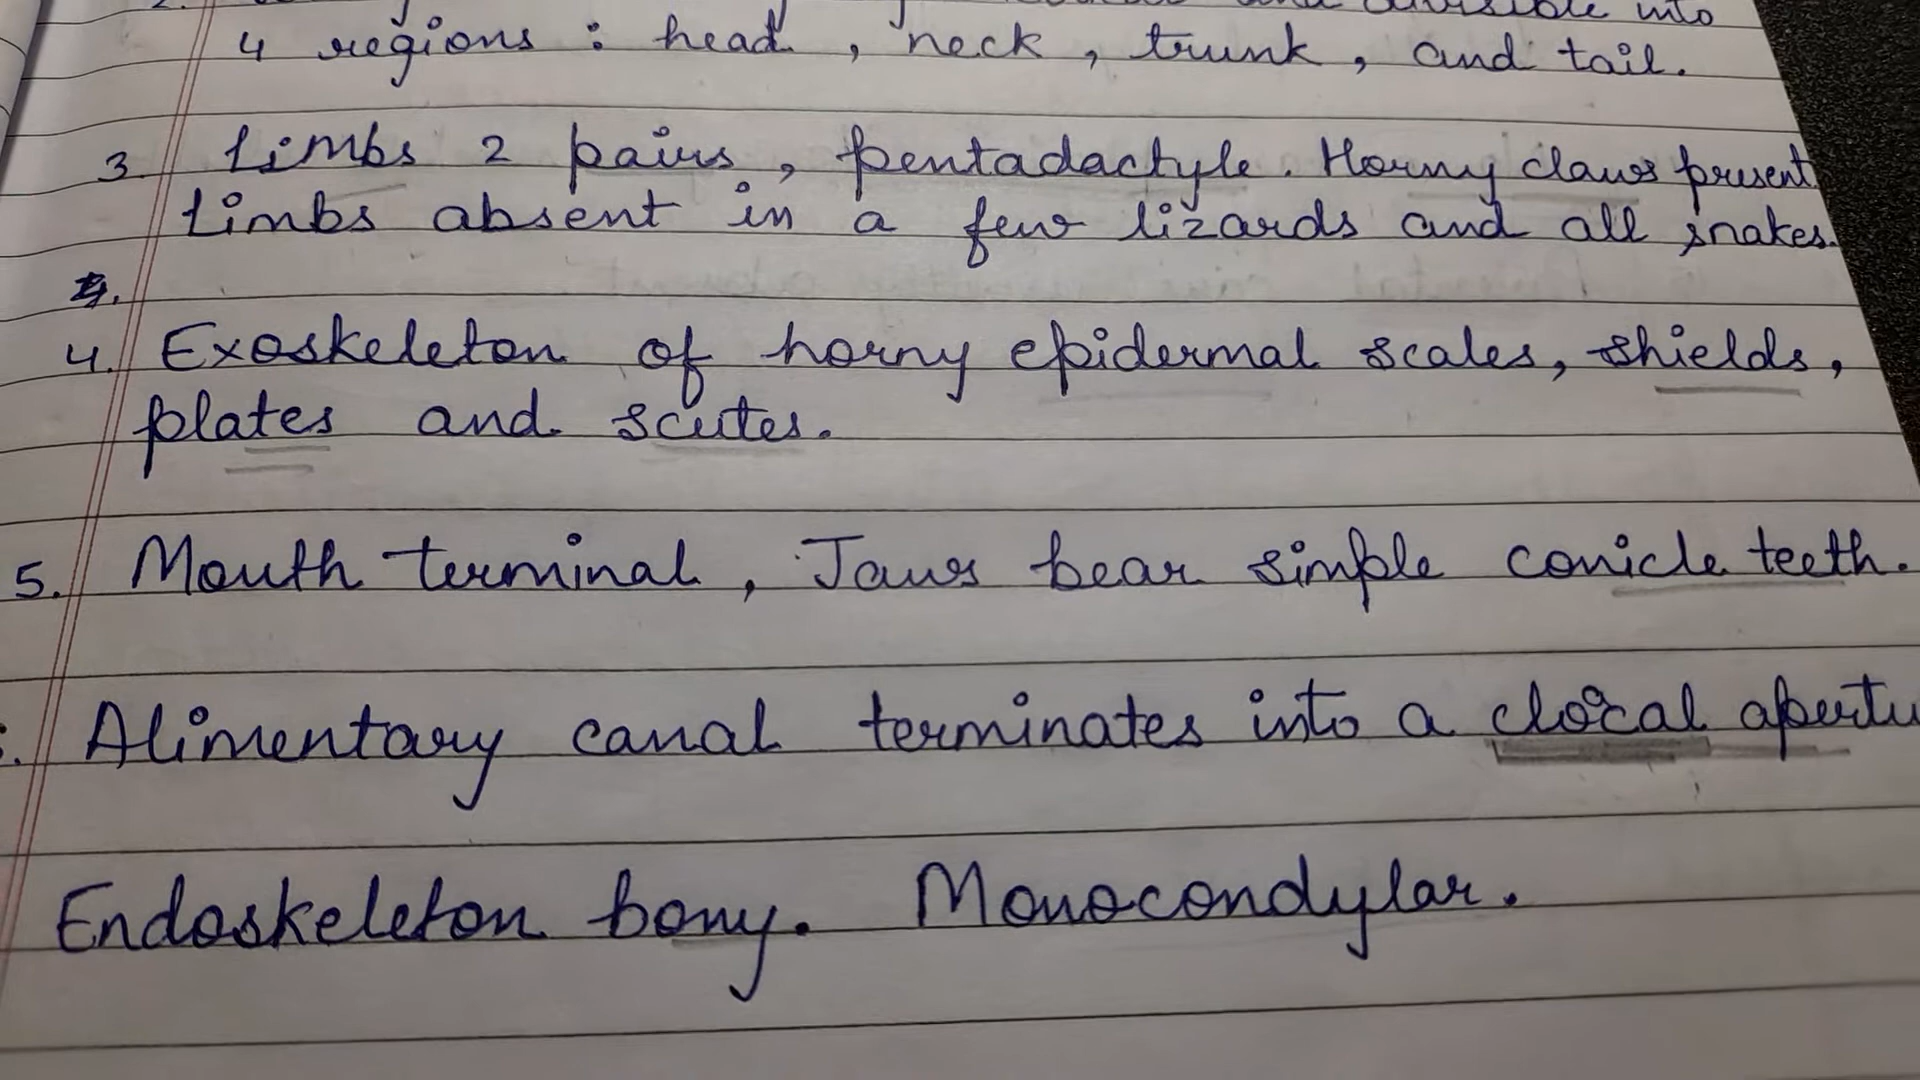 divisible into
4 regions : head , neck , trunk , and tail.
3. Limbs 2 pairs , pentadactyle. Horny claws present
Limbs absent in a few lizards and all snakes.
4. Exoskeleton of horny epidermal scales, shields,
plates and scutes.
5. Mouth terminal , Jaws bear simple conicle teeth.
Alimentary canal terminates into a clocal apertu
Endoskeleton bony. Monocondylar.